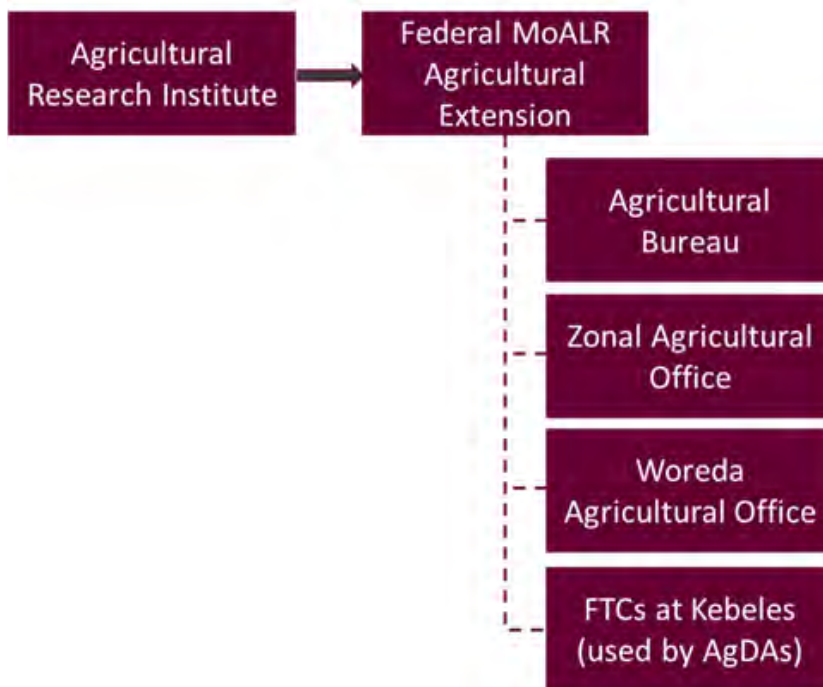 Agricultural
Research Institute
Federal MoALR
Agricultural
Extension
Agricultural
Bureau
Zonal Agricultural
Office
Woreda
Agricultural Office
FTCs at Kebeles
(used by AgDAs)